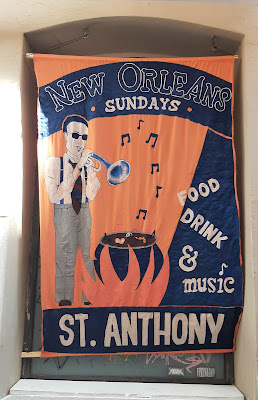 NEW ORLEANS
SUNDAYS
FOOD
DRINK
&
music
ST. ANTHONY